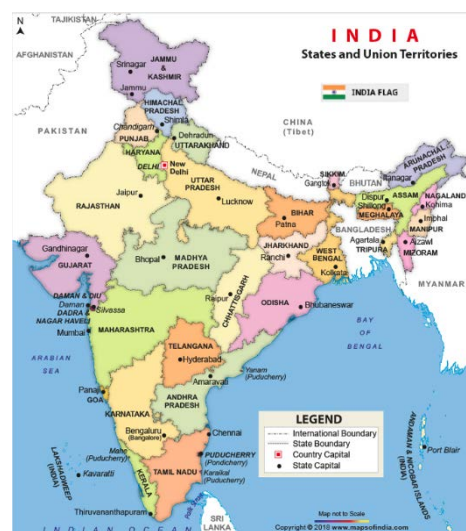 INDIA
States and Union Territories
INDIA FLAG
N
TAJIKISTAN
AFGHANISTAN
PAKISTAN
CHINA
(Tibet)
NEPAL
BHUTAN
BANGLADESH
MYANMAR
JAMMU
&
KASHMIR
Srinagar
Jammu
HIMACHAL
PRADESH
Shimla
Chandigarh
PUNJAB
Dehradun
UTTARAKHAND
HARYANA
DELHI
New
Delhi
RAJASTHAN
Jaipur
UTTAR
PRADESH
Lucknow
BIHAR
Patna
SIKKIM
Gangtok
ARUNACHAL
PRADESH
Itanagar
ASSAM
Dispur
NAGALAND
Kohima
Shillong
MEGHALAYA
Imphal
MANIPUR
Agartala
TRIPURA
Aizawl
MIZORAM
Gandhinagar
GUJARAT
MADHYA
PRADESH
Bhopal
JHARKHAND
Ranchi
WEST
BENGAL
Kolkata
CHHATTISGARH
Raipur
ODISHA
Bhubaneswar
DAMAN & DIU
Daman
DADRA &
NAGAR HAVELI
Silvassa
Mumbai
MAHARASHTRA
TELANGANA
Hyderabad
Yanam
(Puducherry)
Amaravati
ANDHRA
PRADESH
ARABIAN
SEA
BAY
OF
BENGAL
Panaji
GOA
KARNATAKA
Bengaluru
(Bangalore)
Chennai
Mahe
(Puducherry)
PUDUCHERRY
(Pondicherry)
Karaikal
(Puducherry)
TAMIL NADU
KERALA
Thiruvananthapuram
LAKSHADWEEP
(INDIA)
Kavaratti
ANDAMAN & NICOBAR ISLANDS
(INDIA)
Port Blair
SRI
LANKA
INDIAN OCEAN
LEGEND
International Boundary
State Boundary
Country Capital
State Capital
Map not to Scale
Copyright © 2018 www.mapsofindia.com